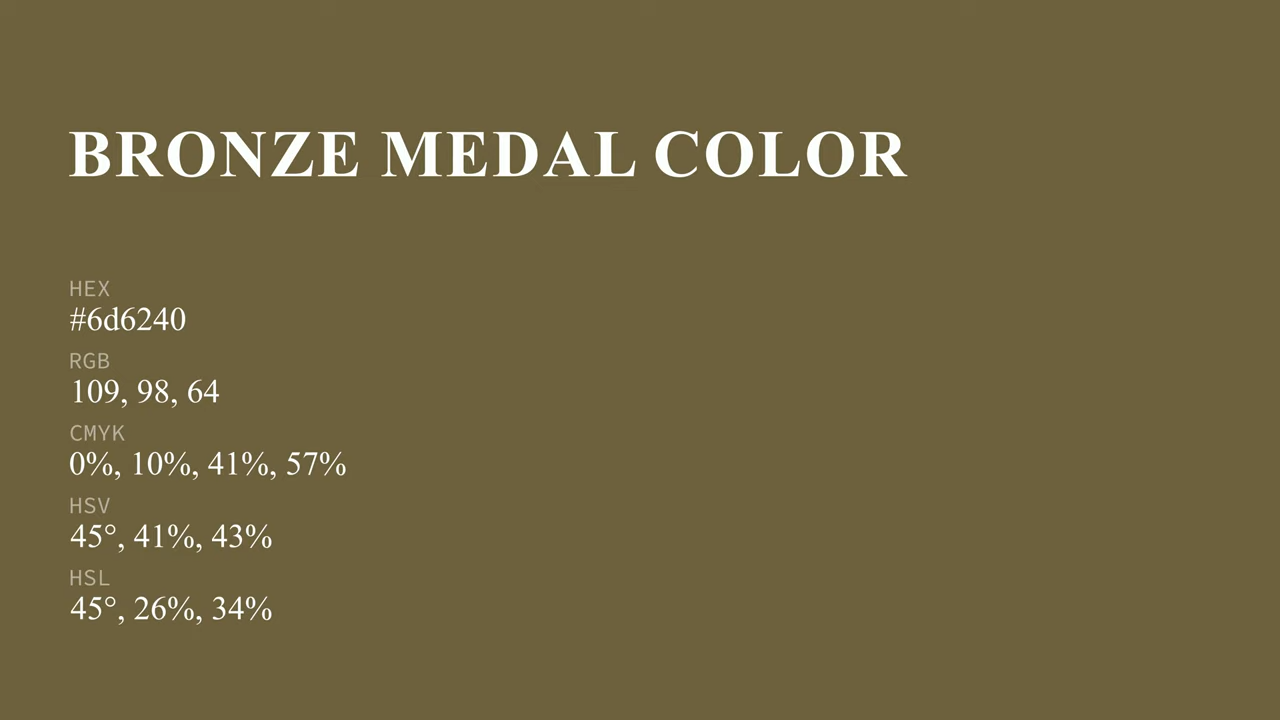 BRONZE MEDAL COLOR
HEX
#6d6240
RGB
109, 98, 64
CMYK
0%, 10%, 41%, 57%
HSV
45°, 41%, 43%
HSL
45°, 26%, 34%